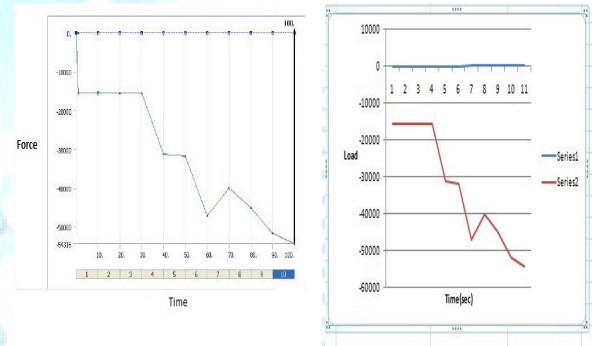 100.
0.
-10000
-20000
-30000
-40000
-50000
-54316
Force
10. 20. 30. 40. 50. 60. 70. 80. 90. 100.
1 2 3 4 5 6 7 8 9 10
Time
10000
0
1 2 3 4 5 6 7 8 9 10 11
-10000
-20000
-30000
-40000
-50000
-60000
Load
Series1
Series2
Time(sec)